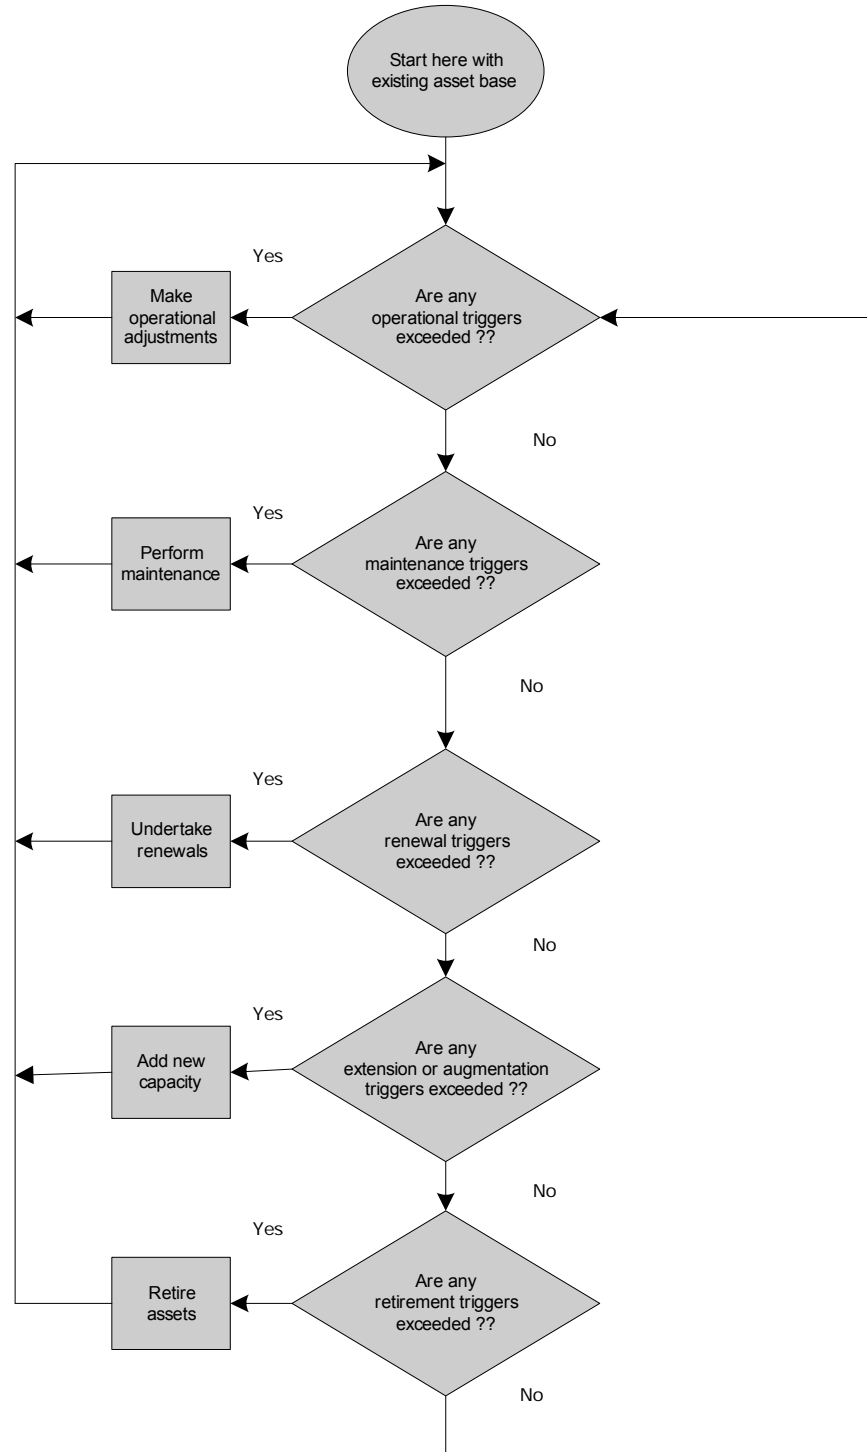 Start here with
existing asset base
Yes
Make
operational
adjustments
Are any
operational triggers
exceeded ??
No
Yes
Perform
maintenance
Are any
maintenance triggers
exceeded ??
No
Yes
Undertake
renewals
Are any
renewal triggers
exceeded ??
No
Yes
Add new
capacity
Are any
extension or augmentation
triggers exceeded ??
No
Yes
Retire
assets
Are any
retirement triggers
exceeded ??
No